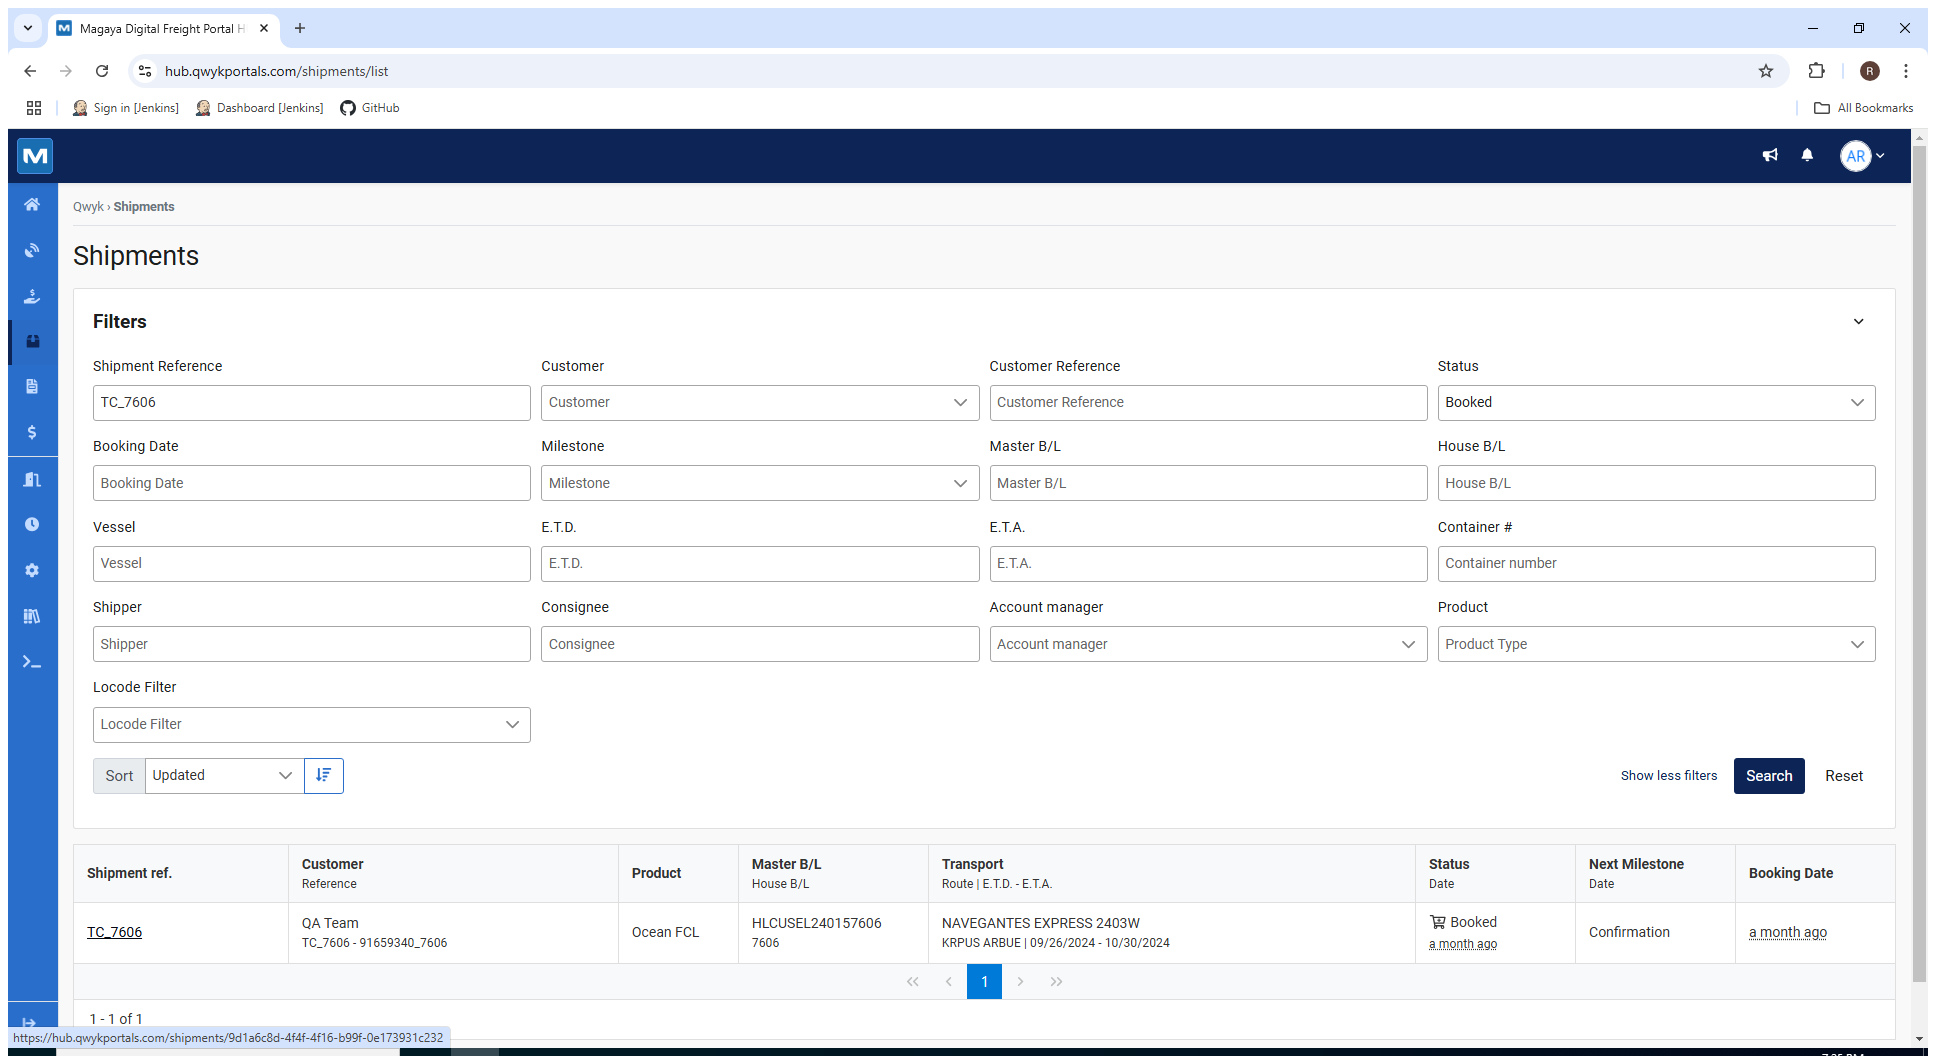 Magaya Digital Freight Portal H
hub.qwykportals.com/shipments/list
R
Sign in [Jenkins]
Dashboard [Jenkins]
GitHub
All Bookmarks
M
AR
Qwyk › Shipments
Shipments
Filters
Shipment Reference
Customer
Customer Reference
Status
TC_7606
Customer
Customer Reference
Booked
Booking Date
Milestone
Master B/L
House B/L
Booking Date
Milestone
Master B/L
House B/L
Vessel
E.T.D.
E.T.A.
Container #
Vessel
E.T.D.
E.T.A.
Container number
Shipper
Consignee
Account manager
Product
Shipper
Consignee
Account manager
Product Type
Locode Filter
Locode Filter
Sort
Updated
Show less filters
Search
Reset
Shipment ref.
Customer
Reference
Product
Master B/L
House B/L
Transport
Route | E.T.D. - E.T.A.
Status
Date
Next Milestone
Date
Booking Date
TC_7606
QA Team
TC_7606 - 91659340_7606
Ocean FCL
HLCUSEL240157606
7606
NAVEGANTES EXPRESS 2403W
KRPUS ARBUE | 09/26/2024 - 10/30/2024
Booked
a month ago
Confirmation
a month ago
1
1 - 1 of 1
https://hub.qwykportals.com/shipments/9d1a6c8d-4f4f-4f16-b99f-0e173931c232